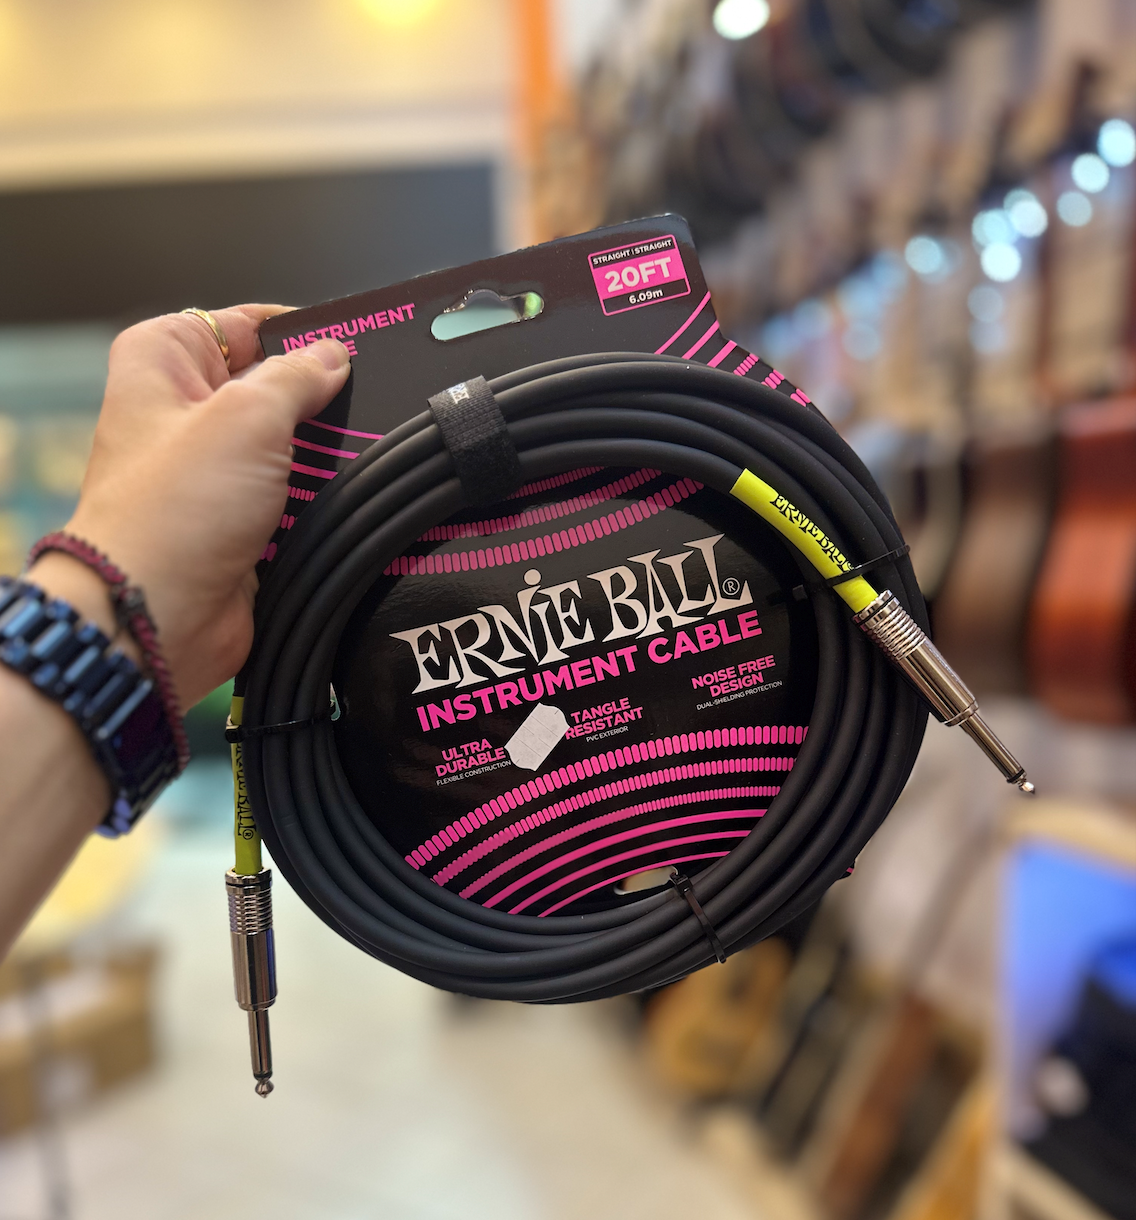 STRAIGHT | STRAIGHT
20FT
6.09m
INSTRUMENT
ERNIE BALL
ERNIE BALL®
INSTRUMENT CABLE
ULTRA
DURABLE
FLEXIBLE CONSTRUCTION
TANGLE
RESISTANT
PVC EXTERIOR
NOISE FREE
DESIGN
DUAL-SHIELDING PROTECTION
BALL®